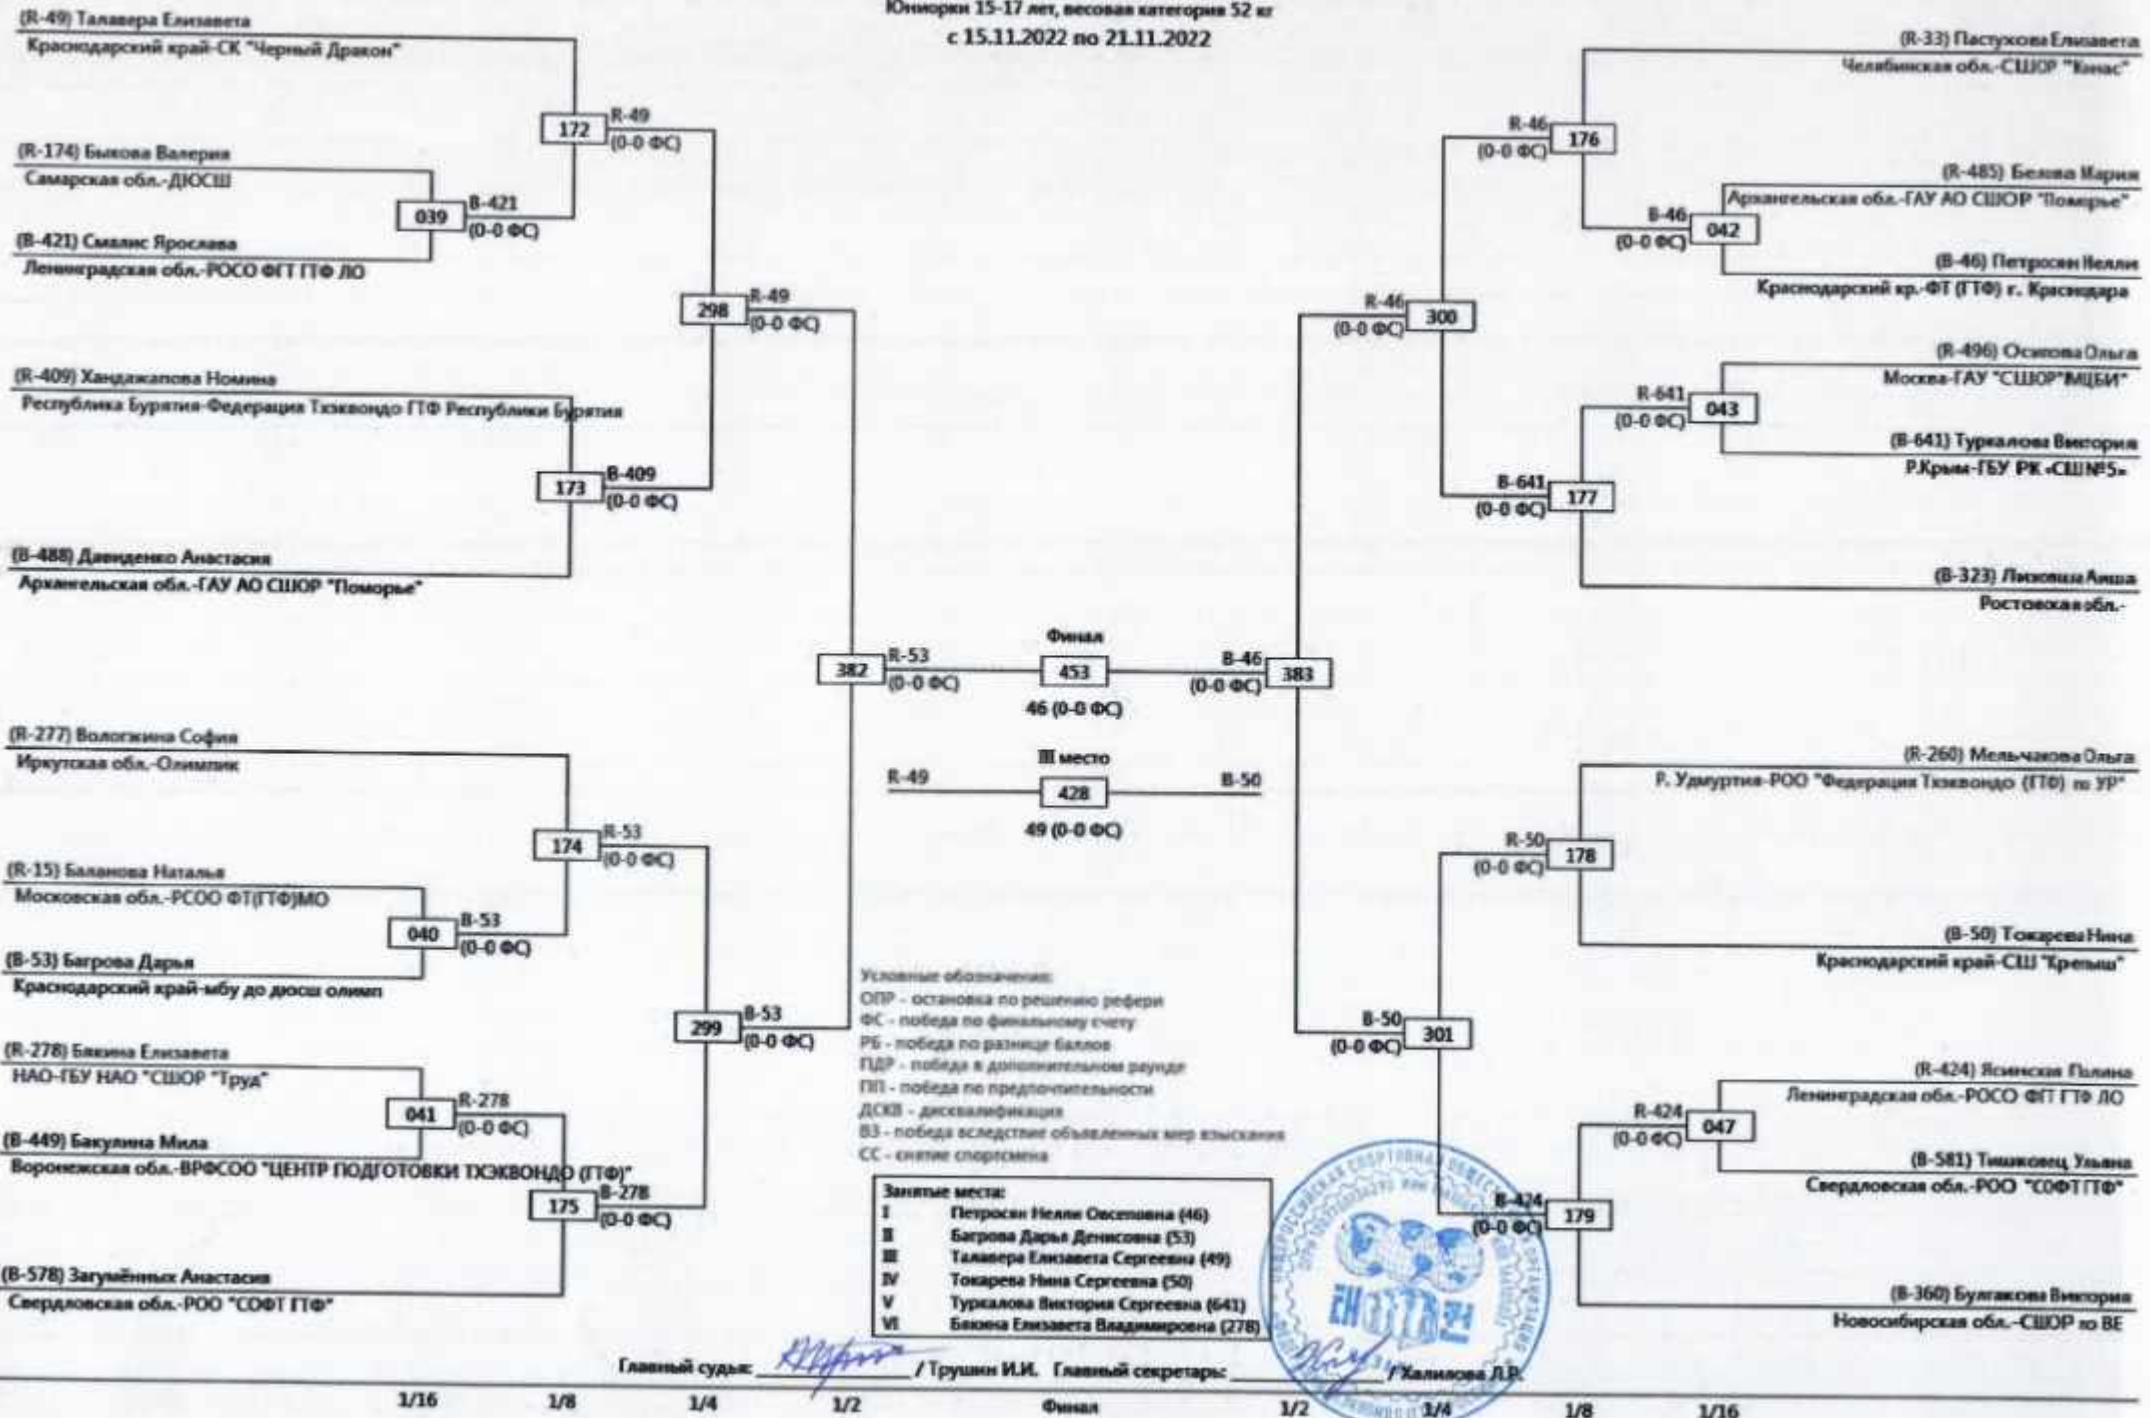 Юниорки 15-17 лет, весовая категория 52 кг
с 15.11.2022 по 21.11.2022
(R-49) Талавера Елизавета
Краснодарский край-СК "Черный Дракон"
172
R-49
(0-0 ФС)
(R-174) Быкова Валерия
Самарская обл.-ДЮСШ
039
B-421
(0-0 ФС)
(B-421) Смалис Ярослава
Ленинградская обл.-РОСО ФГТ ГТФ ЛО
298
R-49
(0-0 ФС)
(R-409) Хандажапова Номина
Республика Бурятия-Федерация Тхэквондо ГТФ Республики Бурятия
173
B-409
(0-0 ФС)
(B-488) Давиденко Анастасия
Архангельская обл.-ГАУ АО СШОР "Поморье"
382
R-53
(0-0 ФС)
(R-277) Вологжина София
Иркутская обл.-Олимпик
174
R-53
(0-0 ФС)
(R-15) Баланова Наталья
Московская обл.-РСОО ФТ(ГТФ)МО
040
B-53
(0-0 ФС)
(B-53) Багрова Дарья
Краснодарский край-мбу до дюсш олимп
299
B-53
(0-0 ФС)
(R-278) Бякина Елизавета
НАО-ГБУ НАО "СШОР "Труд"
041
R-278
(0-0 ФС)
(B-449) Бакулина Мила
Воронежская обл.-ВРФСОО "ЦЕНТР ПОДГОТОВКИ ТХЭКВОНДО (ГТФ)"
175
B-278
(0-0 ФС)
(B-578) Загумённых Анастасия
Свердловская обл.-РОО "СОФТ ГТФ"
Финал
453
46 (0-0 ФС)
III место
R-49
428
B-50
49 (0-0 ФС)
(R-33) Пастухова Елизавета
Челябинская обл.-СШОР "Канас"
R-46
(0-0 ФС)
176
(R-485) Белова Мария
Архангельская обл.-ГАУ АО СШОР "Поморье"
B-46
(0-0 ФС)
042
(B-46) Петросян Нелли
Краснодарский кр.-ФТ (ГТФ) г. Краснодара
R-46
(0-0 ФС)
300
(R-496) Осипова Ольга
Москва-ГАУ "СШОР"МЦБИ"
R-641
(0-0 ФС)
043
(B-641) Туркалова Виктория
Р.Крым-ГБУ РК «СШ№5»
B-641
(0-0 ФС)
177
(B-323)
Ростовская обл.-
B-46
(0-0 ФС)
383
(R-260) Мельчакова Ольга
Р. Удмуртия-РОО "Федерация Тхэквондо (ГТФ) по УР"
R-50
(0-0 ФС)
178
(B-50) Токарева Нина
Краснодарский край-СШ "Крепыш"
B-50
(0-0 ФС)
301
(R-424) Ясинская Полина
Ленинградская обл.-РОСО ФГТ ГТФ ЛО
R-424
(0-0 ФС)
047
(B-581) Тишковец Ульяна
Свердловская обл.-РОО "СОФТ ГТФ"
B-424
(0-0 ФС)
179
(B-360) Булгакова Виктория
Новосибирская обл.-СШОР по ВЕ
Условные обозначения:
ОПР - остановка по решению рефери
ФС - победа по финальному счету
РБ - победа по разнице баллов
ПДР - победа в дополнительном раунде
ПП - победа по предпочтительности
ДСКВ - дисквалификация
ВЗ - победа вследствие объявленных мер взыскания
СС - снятие спортсмена
Занятые места:
I Петросян Нелли Овсеповна (46)
II Багрова Дарья Денисовна (53)
III Талавера Елизавета Сергеевна (49)
IV Токарева Нина Сергеевна (50)
V Туркалова Виктория Сергеевна (641)
VI Бякина Елизавета Владимировна (278)
Главный судья: / Трушин И.И. Главный секретарь: / Халилова Л.Р.
1/16 1/8 1/4 1/2 Финал 1/2 1/4 1/8 1/16